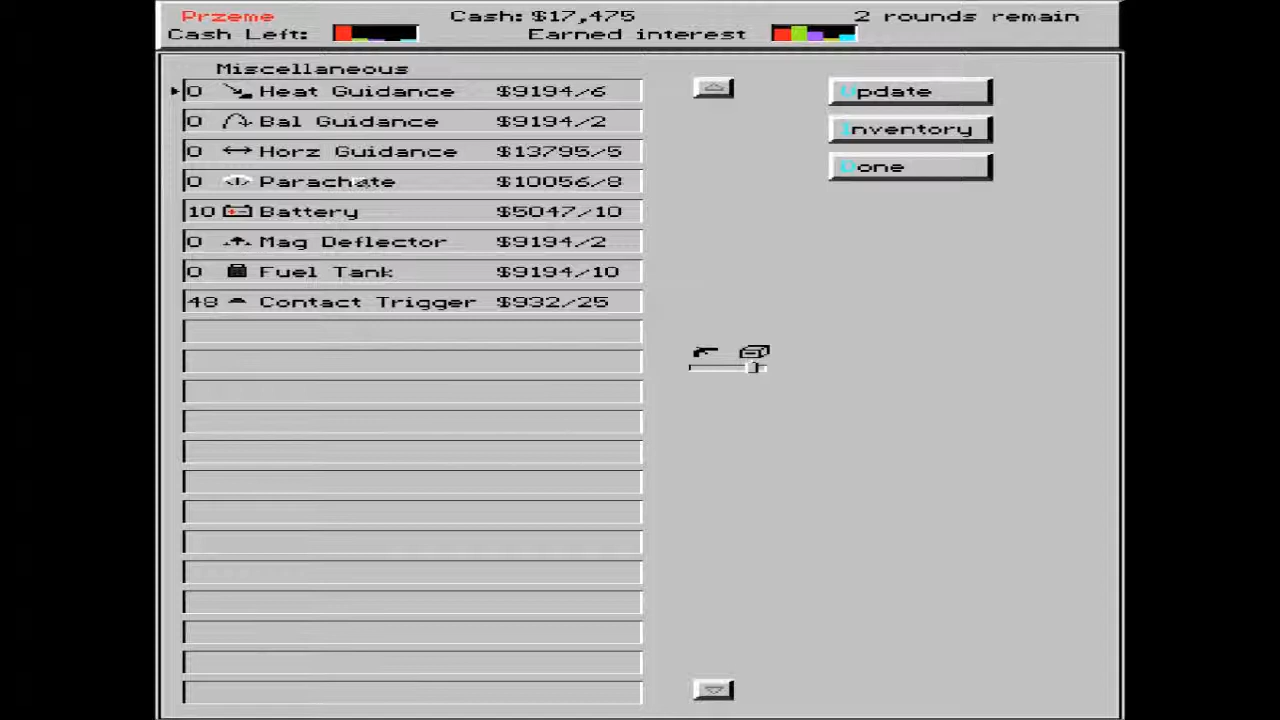 Przeme Cash: $17,475 2 rounds remain
Cash Left: Earned interest
Miscellaneous
0 Heat Guidance $9194/6
0 Bal Guidance $9194/2
0 Horz Guidance $13795/5
0 Parachute $10056/8
10 Battery $5047/10
0 Mag Deflector $9194/2
0 Fuel Tank $9194/10
48 Contact Trigger $932/25
Update
Inventory
Done